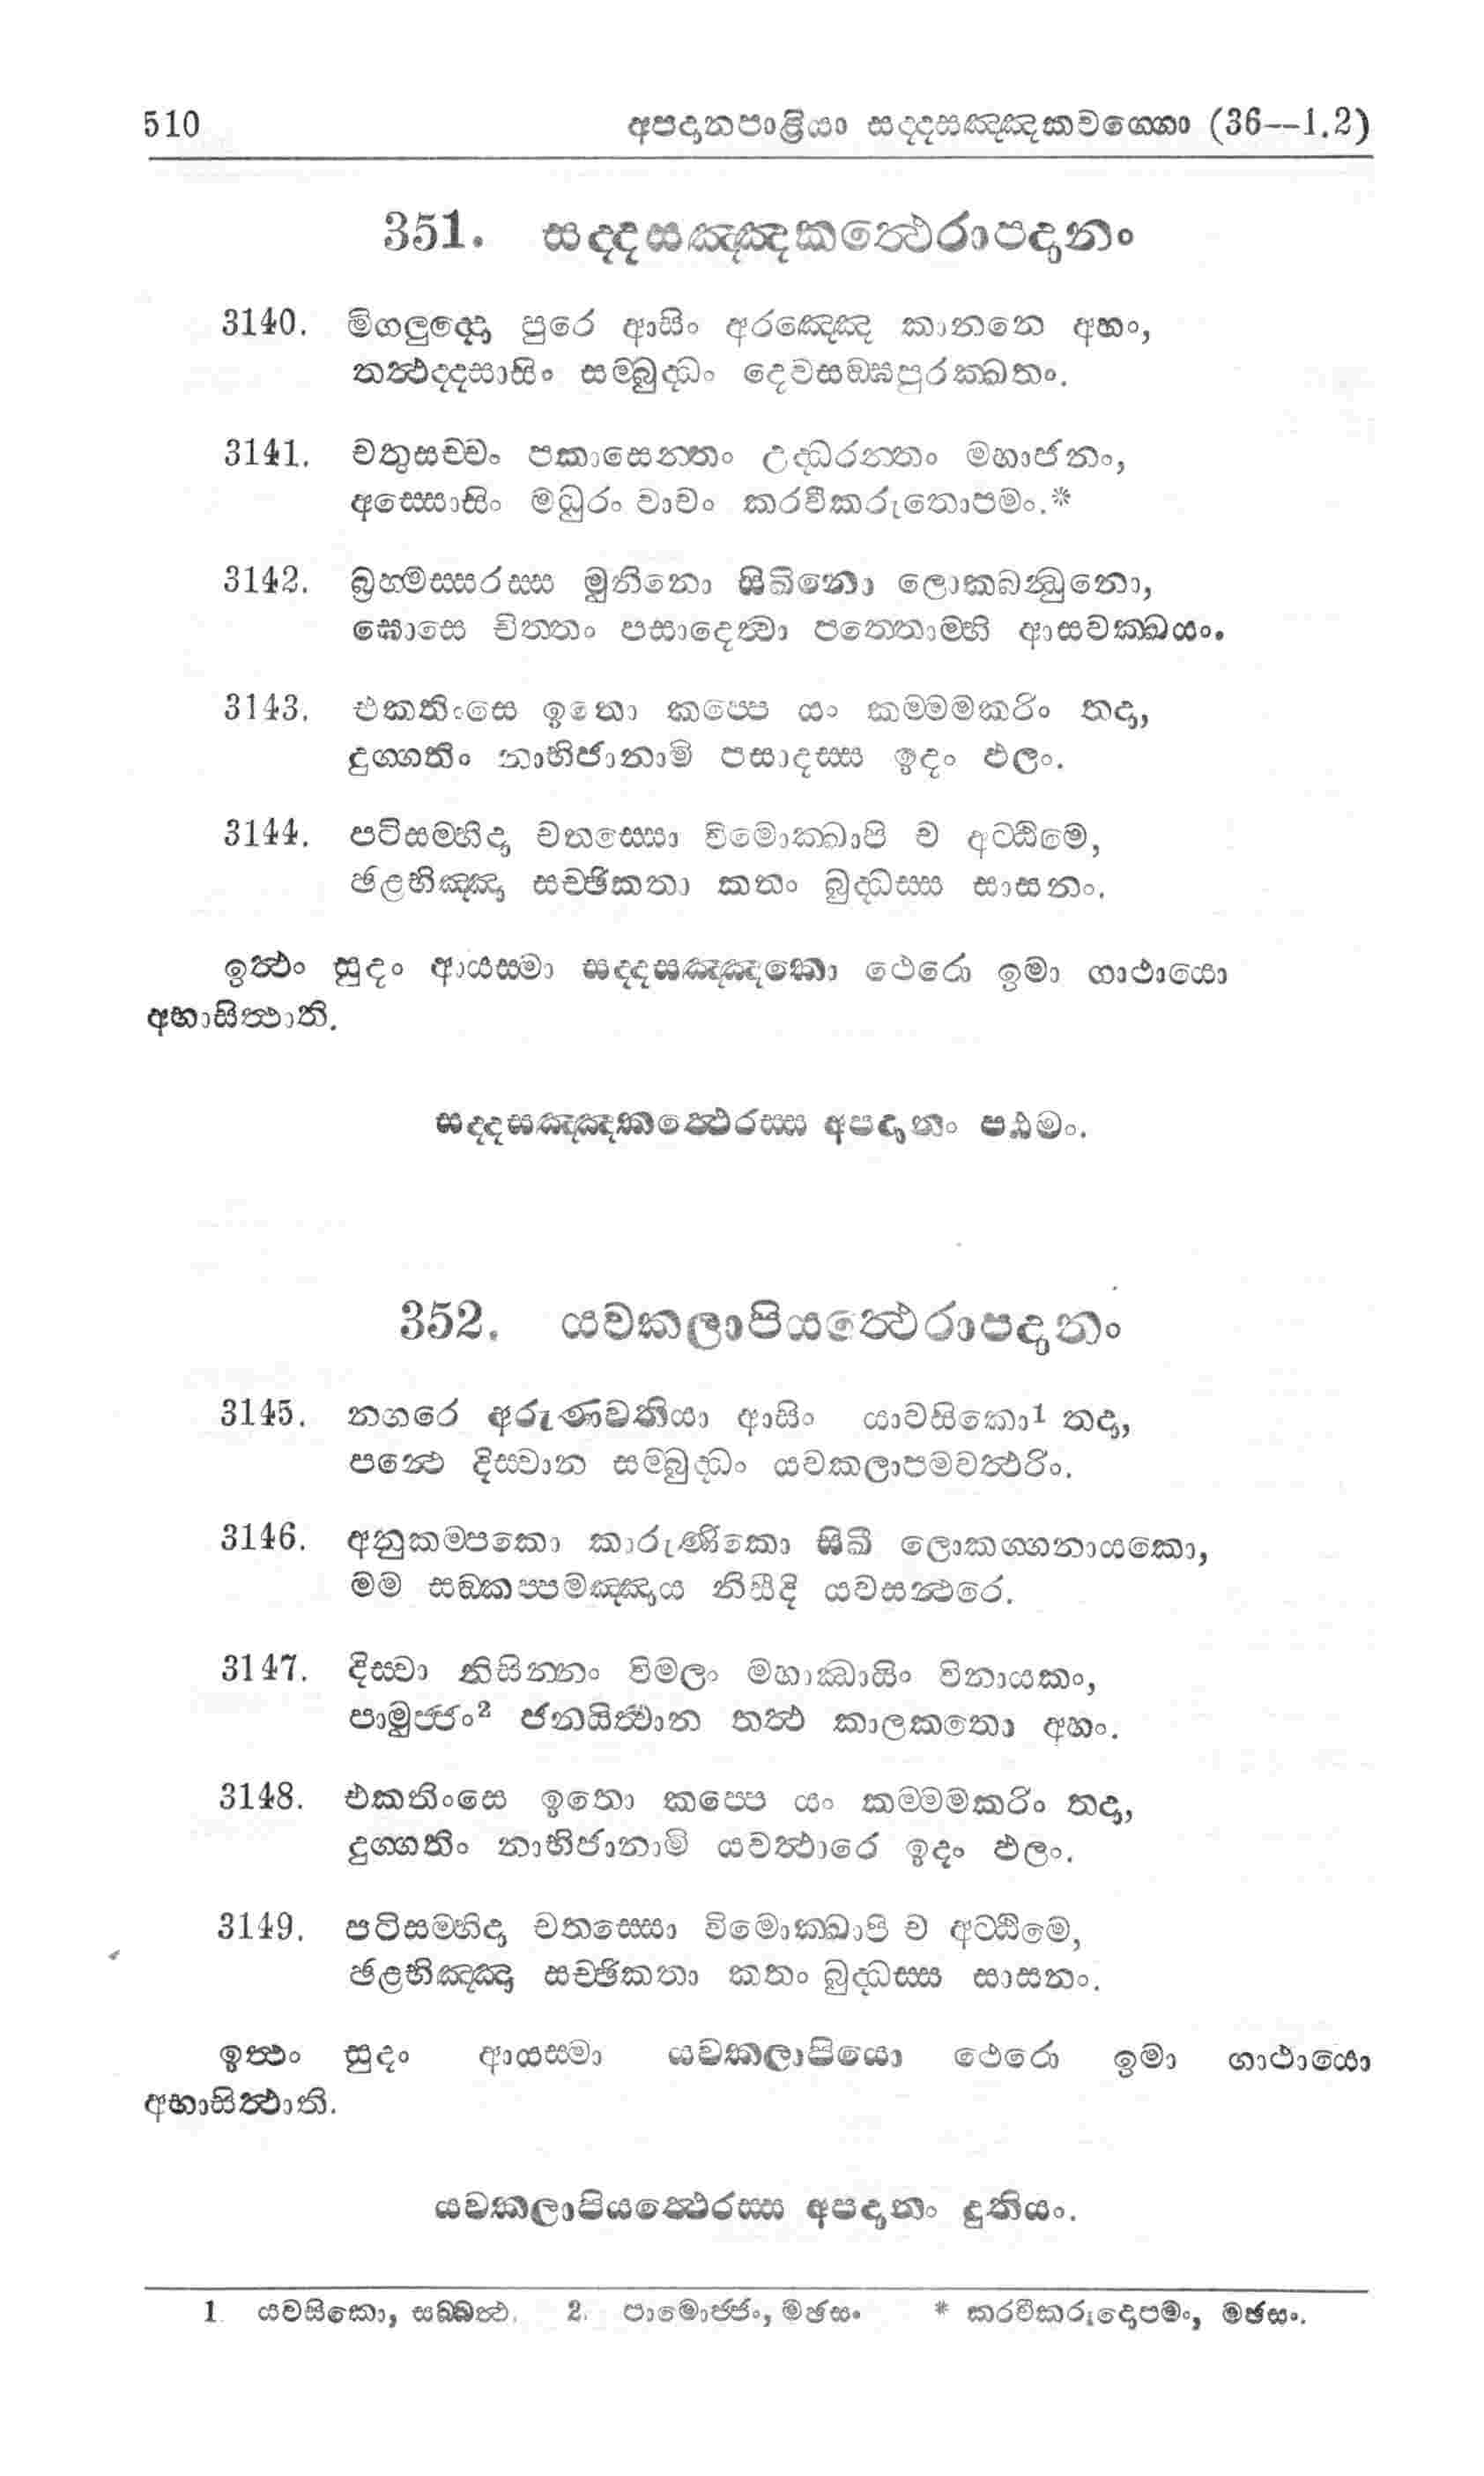 510 අපදානපාළියා සද්දසඤ්ඤකවග්ගො (36--1.2)
351. සද්දසඤ්ඤකත්ථෙරාපදානං
3140. මිගලුද්දො පුරෙ ආසිං අරඤ්ඤෙ කානනෙ අහං,
තත්ථද්දසාසිං සම්බුද්ධං දෙවසඞ්ඝපුරක්ඛතං.
3141. චතුසච්චං පකාසෙන්තං උද්ධරන්තං මහාජනං,
අස්සොසිං මධුරං වාචං කරවීකරුතොපමං.*
3142. බ්‍රහ්මස්සරස්ස මුනිනො සිඛිනො ලොකබන්ධුනො,
ඝොසෙ චිත්තං පසාදෙත්වා පත්තොම්හි ආසවක්ඛයං.
3143. එකතිංසෙ ඉතො කප්පෙ යං කම්මමකරිං තදා,
දුග්ගතිං නාභිජානාමි පසාදස්ස ඉදං ඵලං.
3144. පටිසම්භිදා චතස්සො විමොක්ඛාපි ච අට්ඨිමෙ,
ඡළභිඤ්ඤා සච්ඡිකතා කතං බුද්ධස්ස සාසනං.
ඉත්ථං සුදං ආයස්මා සද්දසඤ්ඤකො ථෙරො ඉමා ගාථායො
අභාසිත්ථාති.
සද්දසඤ්ඤකත්ථෙරස්ස අපදානං පඨමං.
352. යවකලාපියත්ථෙරාපදානං
3145. නගරෙ අරුණවතියා ආසිං යාවසිකො1 තදා,
පන්ථෙ දිස්වාන සම්බුද්ධං යවකලාපමවත්ථරිං.
3146. අනුකම්පකො කාරුණිකො සිඛී ලොකග්ගනායකො,
මම සඞ්කප්පමඤ්ඤාය නිසීදි යවසන්ථරෙ.
3147. දිස්වා නිසින්නං විමලං මහාඣායිං විනායකං,
පාමුජ්ජං2 ජනයිත්වාන තත්ථ කාලකතො අහං.
3148. එකතිංසෙ ඉතො කප්පෙ යං කම්මමකරිං තදා,
දුග්ගතිං නාභිජානාමි යවත්ථාරෙ ඉදං ඵලං.
3149. පටිසම්භිදා චතස්සො විමොක්ඛාපි ච අට්ඨිමෙ,
ඡළභිඤ්ඤා සච්ඡිකතා කතං බුද්ධස්ස සාසනං.
ඉත්ථං සුදං ආයස්මා යවකලාපියො ථෙරො ඉමා ගාථායො
අභාසිත්ථාති.
යවකලාපියත්ථෙරස්ස අපදානං දුතියං.
1 යවසිකො, සබ්බත්ථ. 2. පාමොජ්ජං, මඡසං * කරවීකරුදොපමං, මඡසං.